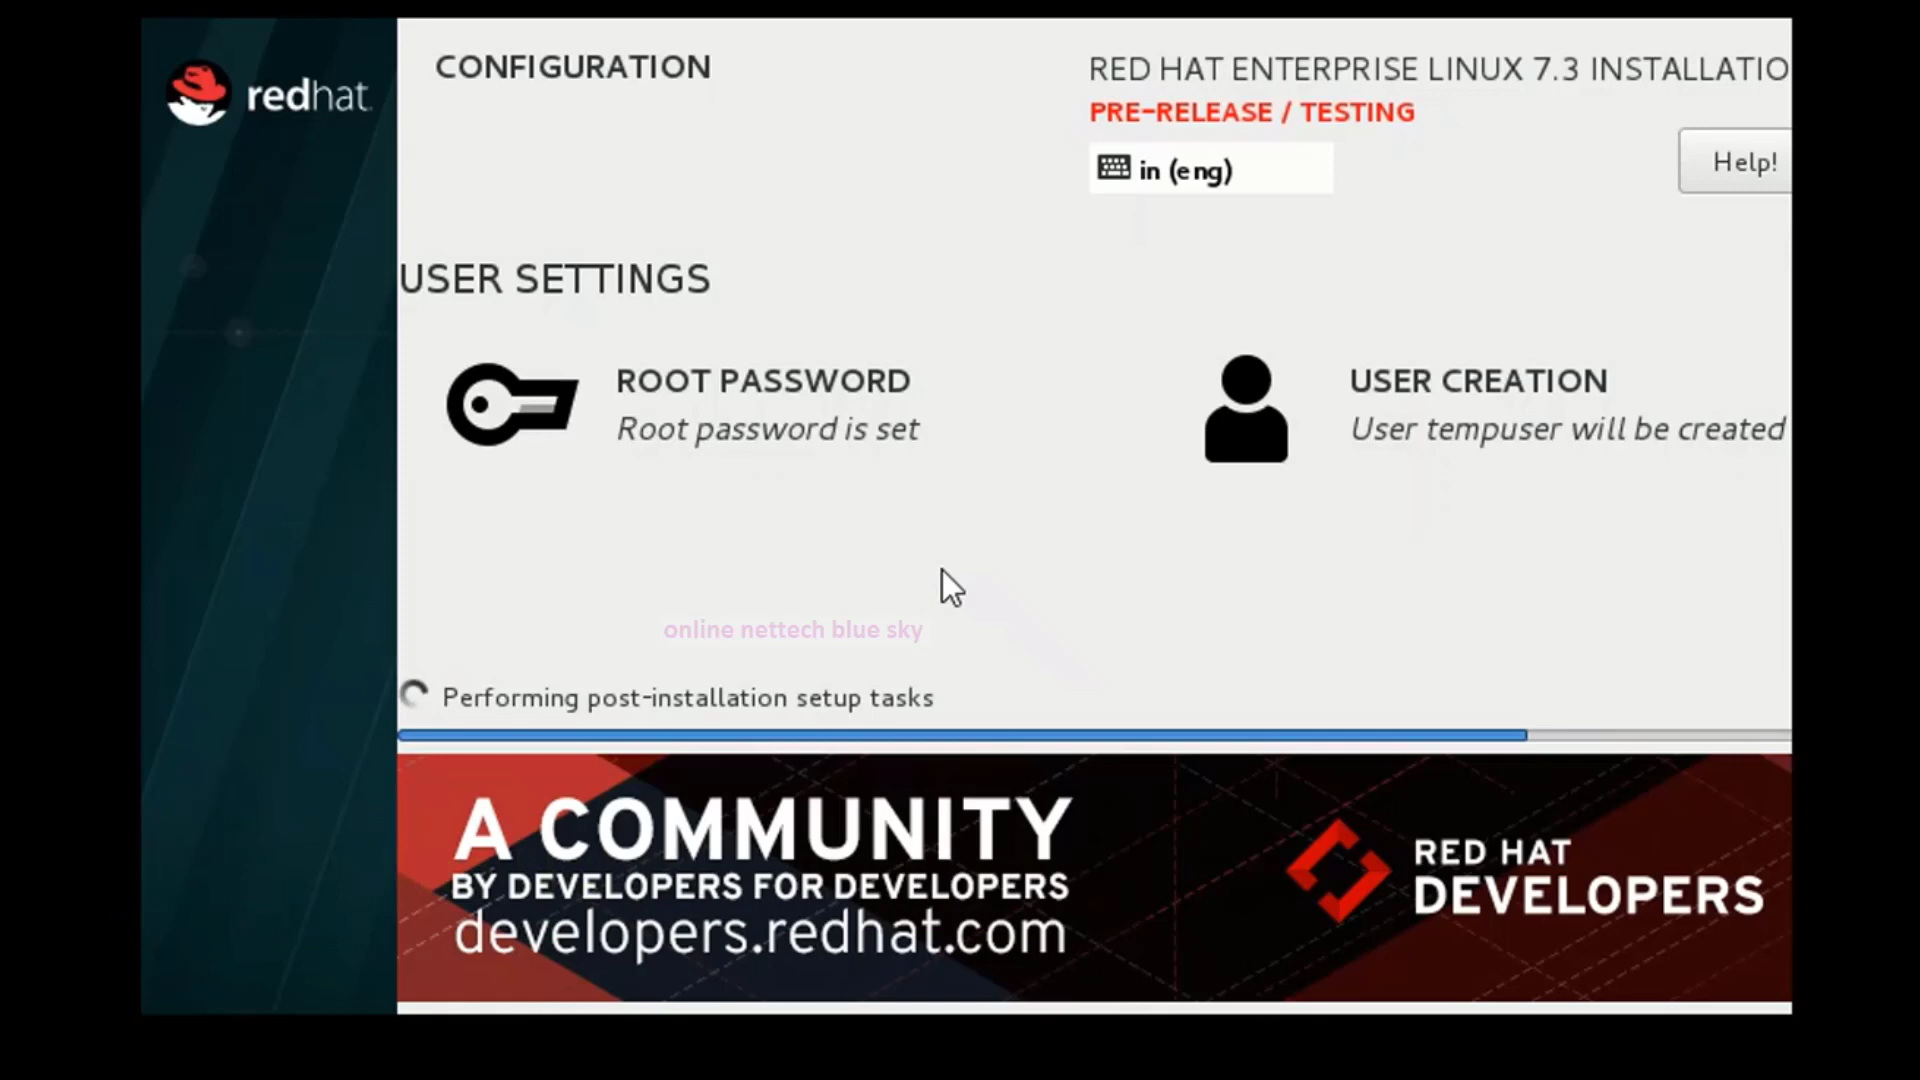 redhat.
CONFIGURATION
RED HAT ENTERPRISE LINUX 7.3 INSTALLATIO
PRE-RELEASE / TESTING
in (eng)
Help!
USER SETTINGS
ROOT PASSWORD
Root password is set
USER CREATION
User tempuser will be created
online nettech blue sky
Performing post-installation setup tasks
A COMMUNITY
BY DEVELOPERS FOR DEVELOPERS
developers.redhat.com
RED HAT
DEVELOPERS